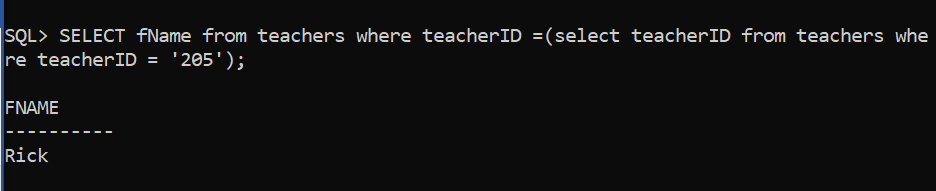 SQL> SELECT fName from teachers where teacherID =(select teacherID from teachers whe
re teacherID = '205');
FNAME
----------
Rick